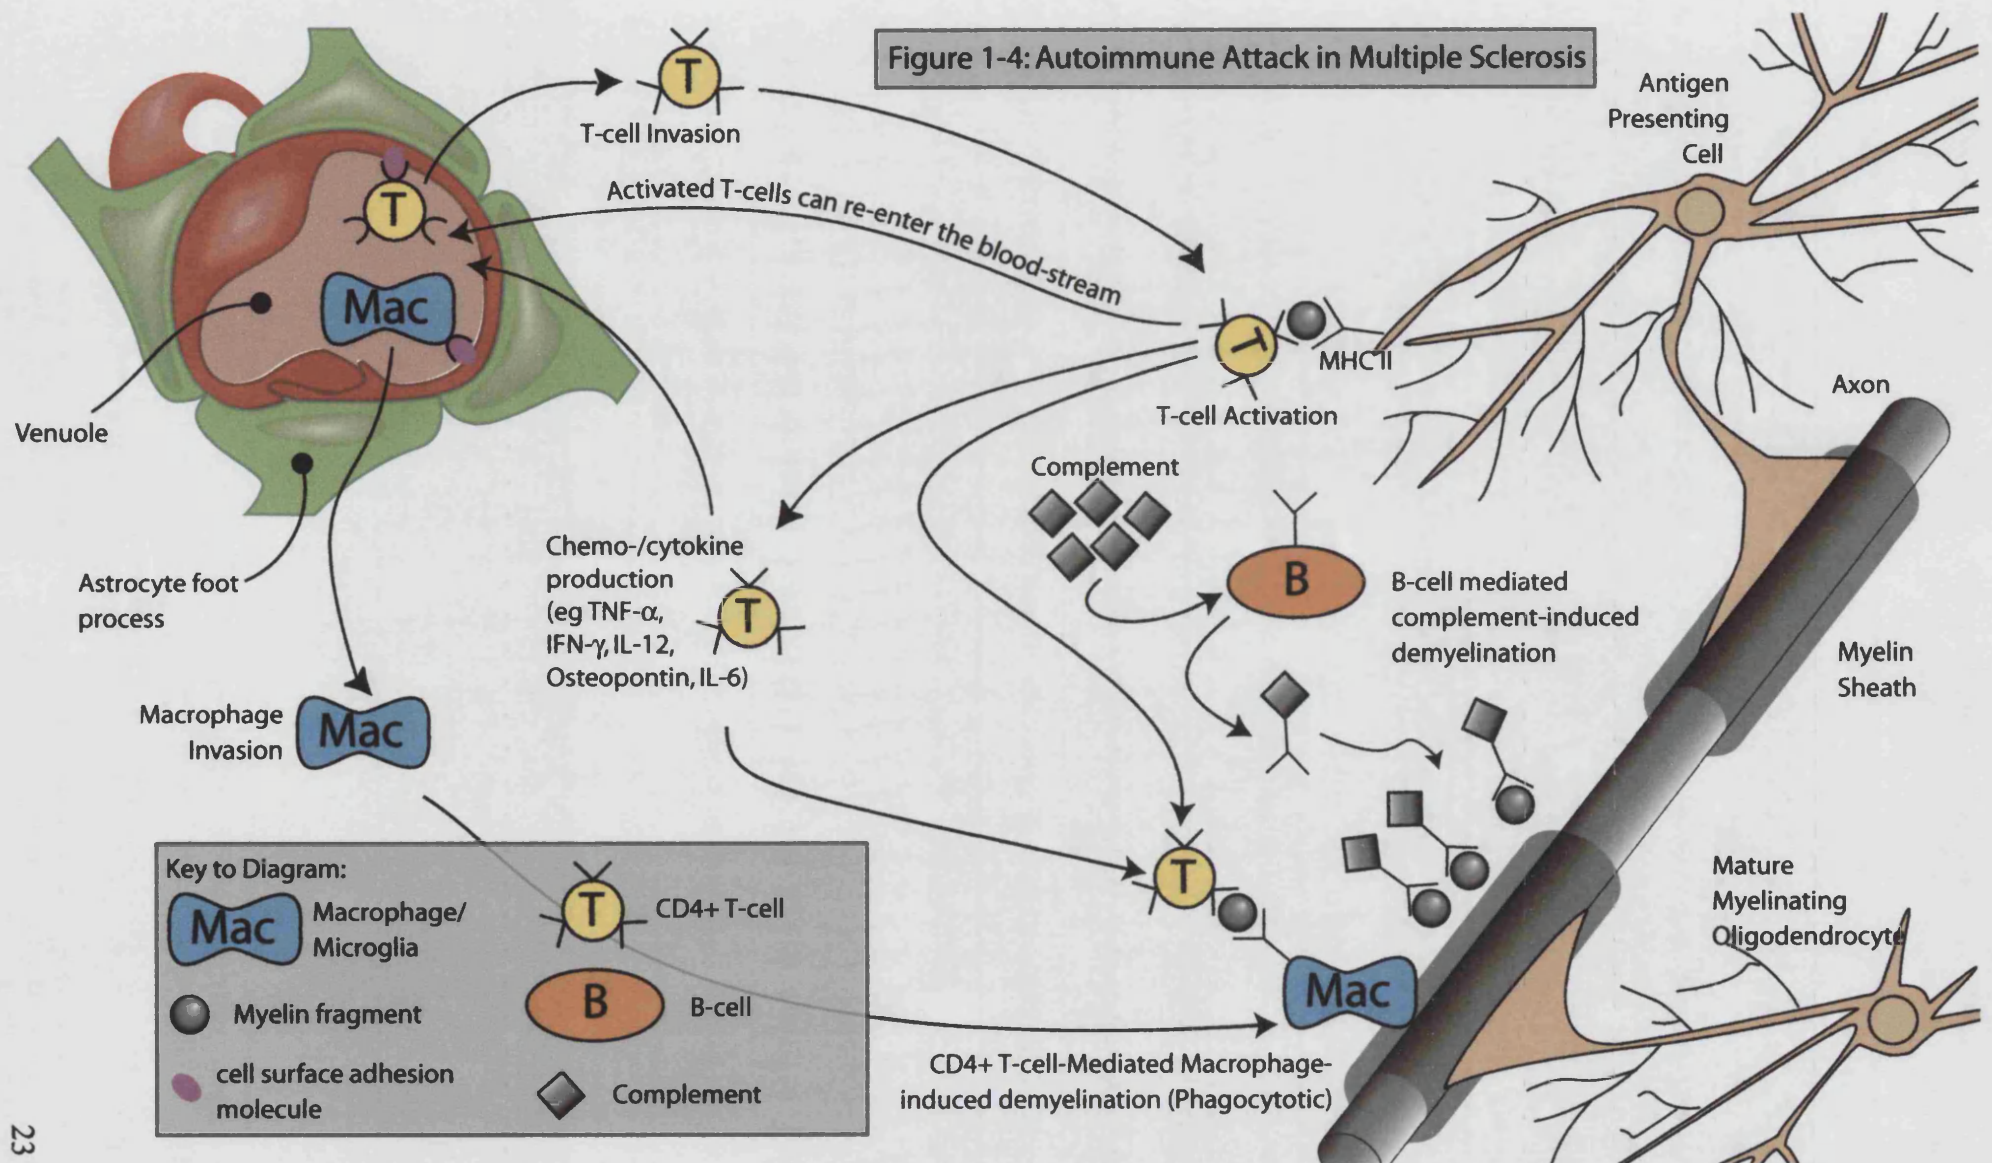 Figure 1-4: Autoimmune Attack in Multiple Sclerosis
T
T-cell Invasion
Antigen
Presenting
Cell
Activated T-cells can re-enter the blood-stream
T
Mac
Venuole
Astrocyte foot
process
T
MHC II
T-cell Activation
Axon
Complement
B
B-cell mediated
complement-induced
demyelination
Chemo-/cytokine
production
(eg TNF-α,
IFN-γ, IL-12,
Osteopontin, IL-6)
T
Myelin
Sheath
Macrophage
Invasion
Mac
T
Mac
Mature
Myelinating
Oligodendrocyte
CD4+ T-cell-Mediated Macrophage-
induced demyelination (Phagocytotic)
Key to Diagram:
Mac
Macrophage/
Microglia
T
CD4+ T-cell
Myelin fragment
B
B-cell
cell surface adhesion
molecule
Complement
23